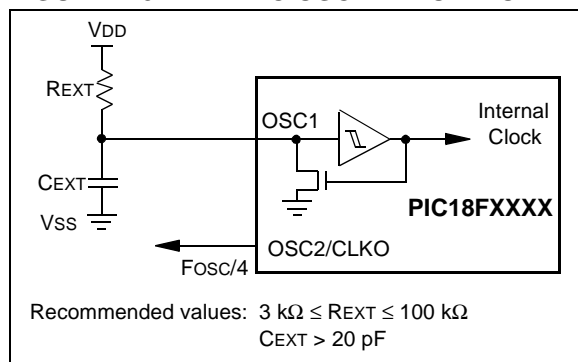 VDD
REXT
OSC1
Internal
Clock
CEXT
PIC18FXXXX
VSS
OSC2/CLKO
FOSC/4
Recommended values: 3 kΩ ≤ REXT ≤ 100 kΩ
CEXT > 20 pF